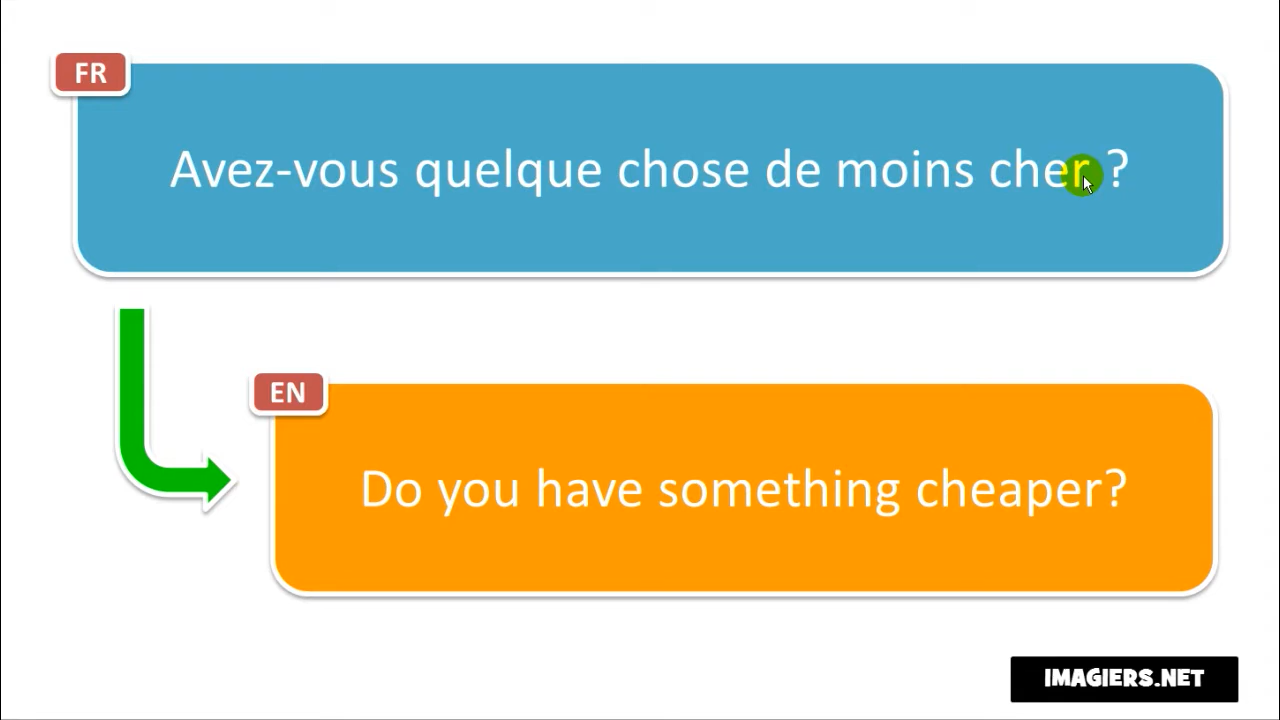 FR
Avez-vous quelque chose de moins cher ?
EN
Do you have something cheaper?
IMAGIERS.NET